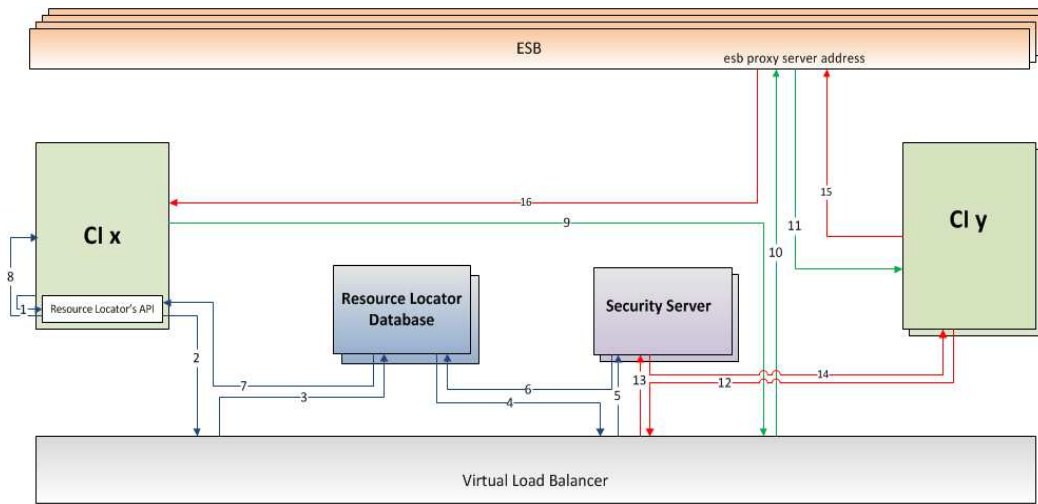 ESB
esb proxy server address
16
15
CI x
9
CI y
11
10
8
Resource Locator
Database
Security Server
1
Resource Locator's API
2
7
6
14
13
12
3
4
5
Virtual Load Balancer